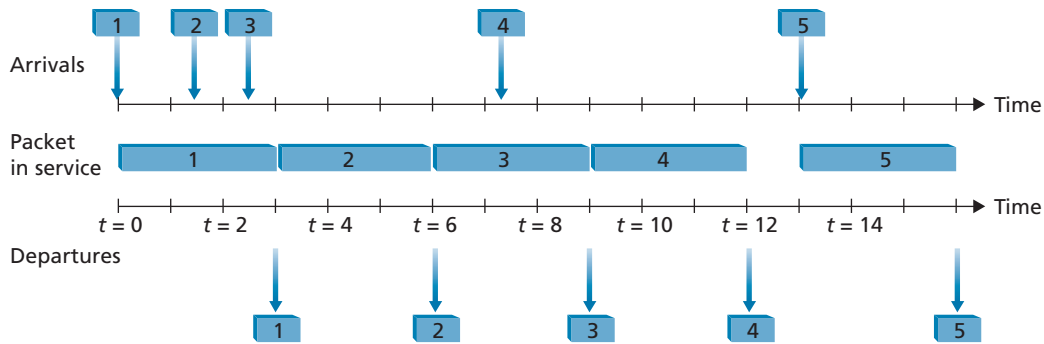 1 2 3 4 5
Arrivals
Time
Packet
in service
1 2 3 4 5
Time
t = 0 t = 2 t = 4 t = 6 t = 8 t = 10 t = 12 t = 14
Departures
1 2 3 4 5